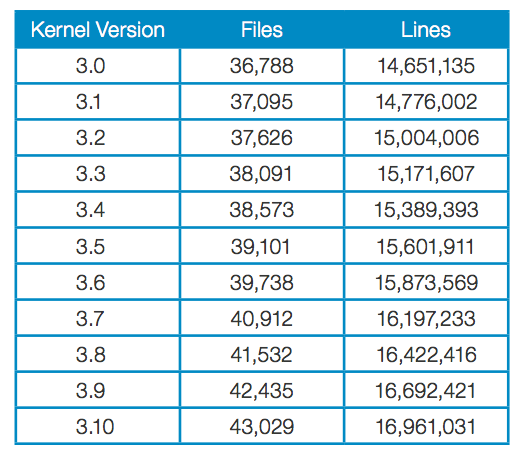 Kernel Version Files Lines
3.0 36,788 14,651,135
3.1 37,095 14,776,002
3.2 37,626 15,004,006
3.3 38,091 15,171,607
3.4 38,573 15,389,393
3.5 39,101 15,601,911
3.6 39,738 15,873,569
3.7 40,912 16,197,233
3.8 41,532 16,422,416
3.9 42,435 16,692,421
3.10 43,029 16,961,031